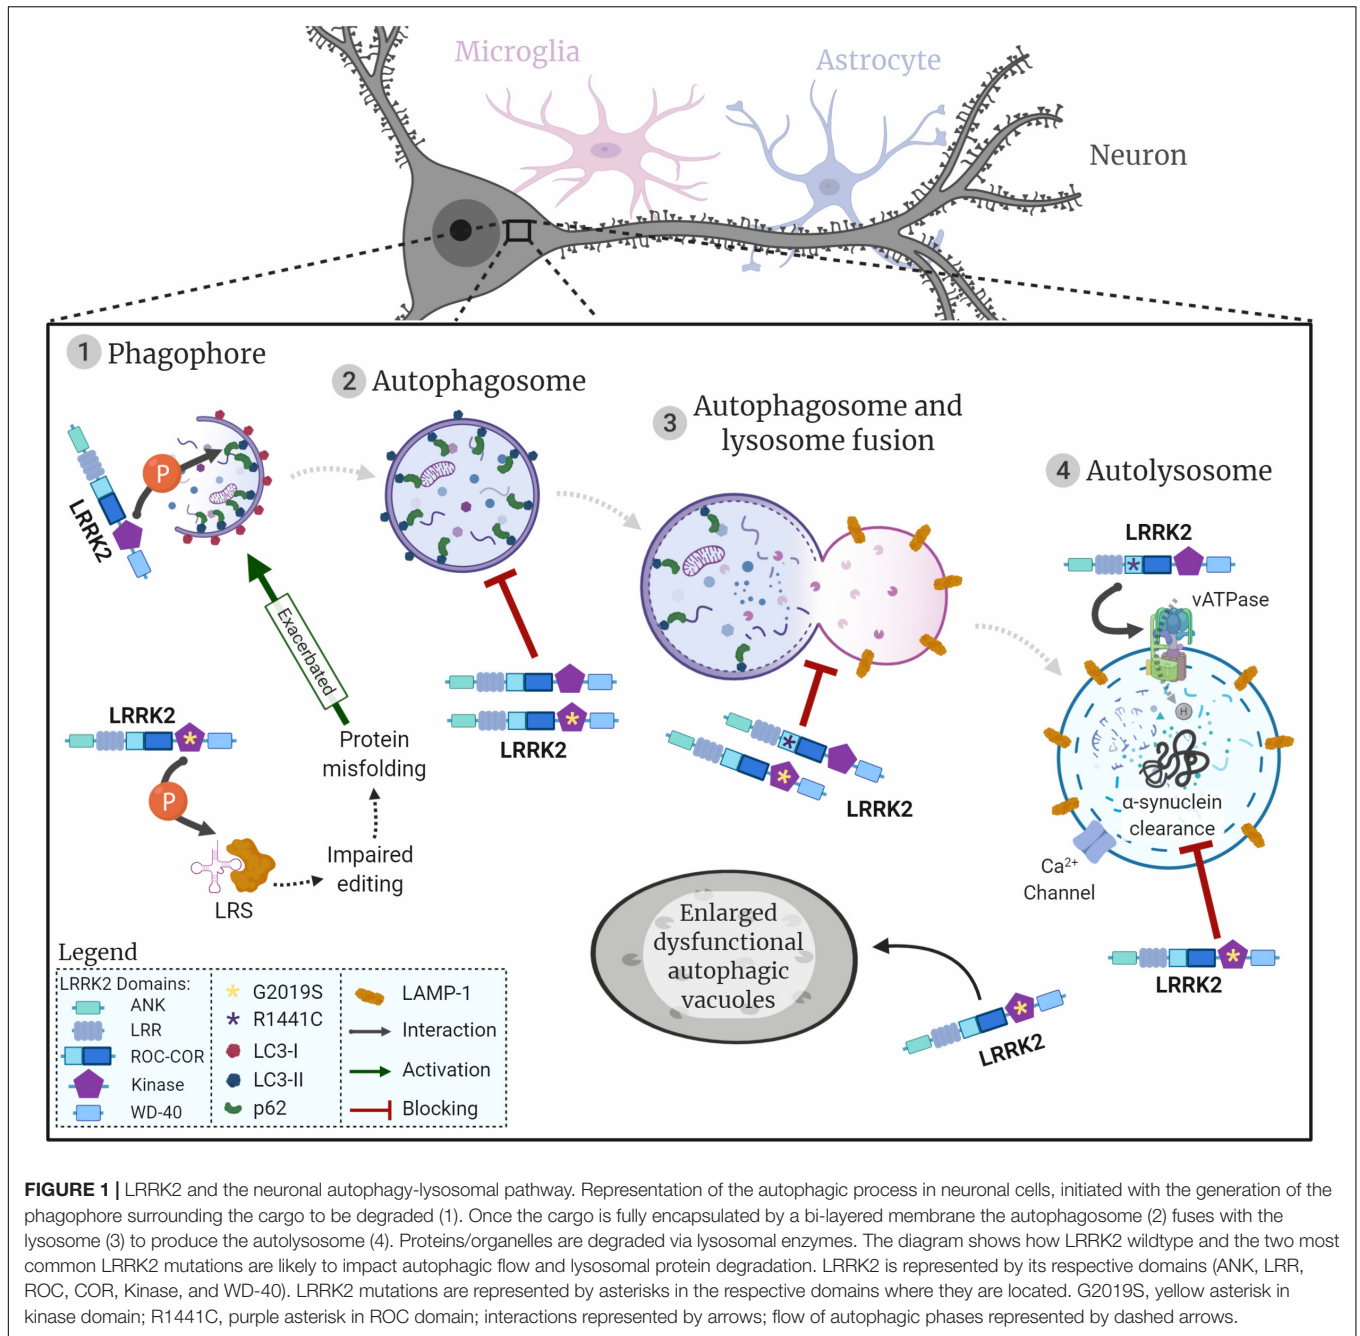 Microglia
Astrocyte
Neuron
1 Phagophore
2 Autophagosome
3 Autophagosome and
lysosome fusion
4 Autolysosome
LRRK2
P
Exacerbated
LRRK2
P
LRS
Impaired
editing
Protein
misfolding
LRRK2
LRRK2
LRRK2
vATPase
H
α-synuclein
clearance
Ca2+
Channel
LRRK2
Enlarged
dysfunctional
autophagic
vacuoles
LRRK2
Legend
LRRK2 Domains:
ANK
LRR
ROC-COR
Kinase
WD-40
G2019S
R1441C
LC3-I
LC3-II
p62
LAMP-1
Interaction
Activation
Blocking
FIGURE 1 | LRRK2 and the neuronal autophagy-lysosomal pathway. Representation of the autophagic process in neuronal cells, initiated with the generation of the
phagophore surrounding the cargo to be degraded (1). Once the cargo is fully encapsulated by a bi-layered membrane the autophagosome (2) fuses with the
lysosome (3) to produce the autolysosome (4). Proteins/organelles are degraded via lysosomal enzymes. The diagram shows how LRRK2 wildtype and the two most
common LRRK2 mutations are likely to impact autophagic flow and lysosomal protein degradation. LRRK2 is represented by its respective domains (ANK, LRR,
ROC, COR, Kinase, and WD-40). LRRK2 mutations are represented by asterisks in the respective domains where they are located. G2019S, yellow asterisk in
kinase domain; R1441C, purple asterisk in ROC domain; interactions represented by arrows; flow of autophagic phases represented by dashed arrows.